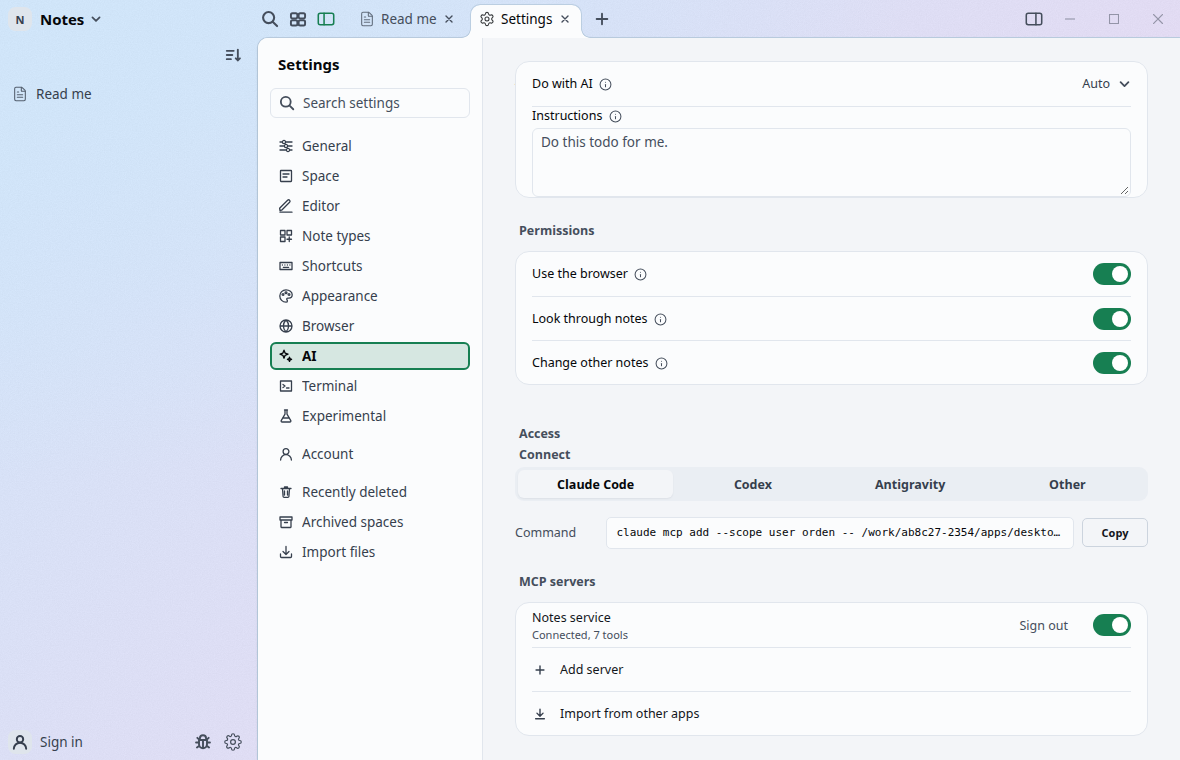 N Notes
Read me
Settings
Read me
Settings
Search settings
General
Space
Editor
Note types
Shortcuts
Appearance
Browser
AI
Terminal
Experimental
Account
Recently deleted
Archived spaces
Import files
Do with AI
Auto
Instructions
Do this todo for me.
Permissions
Use the browser
Look through notes
Change other notes
Access
Connect
Claude Code Codex Antigravity Other
Command claude mcp add --scope user orden -- /work/ab8c27-2354/apps/deskto… Copy
MCP servers
Notes service
Connected, 7 tools
Sign out
Add server
Import from other apps
Sign in